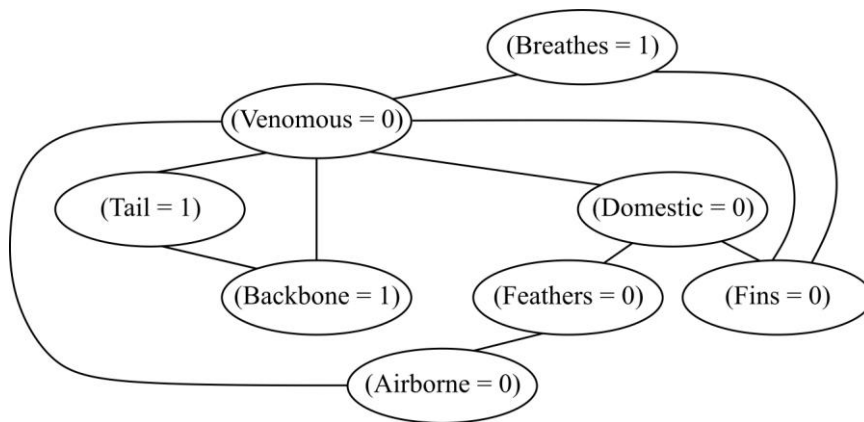 (Breathes = 1)
(Venomous = 0)
(Tail = 1)
(Domestic = 0)
(Backbone = 1)
(Feathers = 0)
(Fins = 0)
(Airborne = 0)